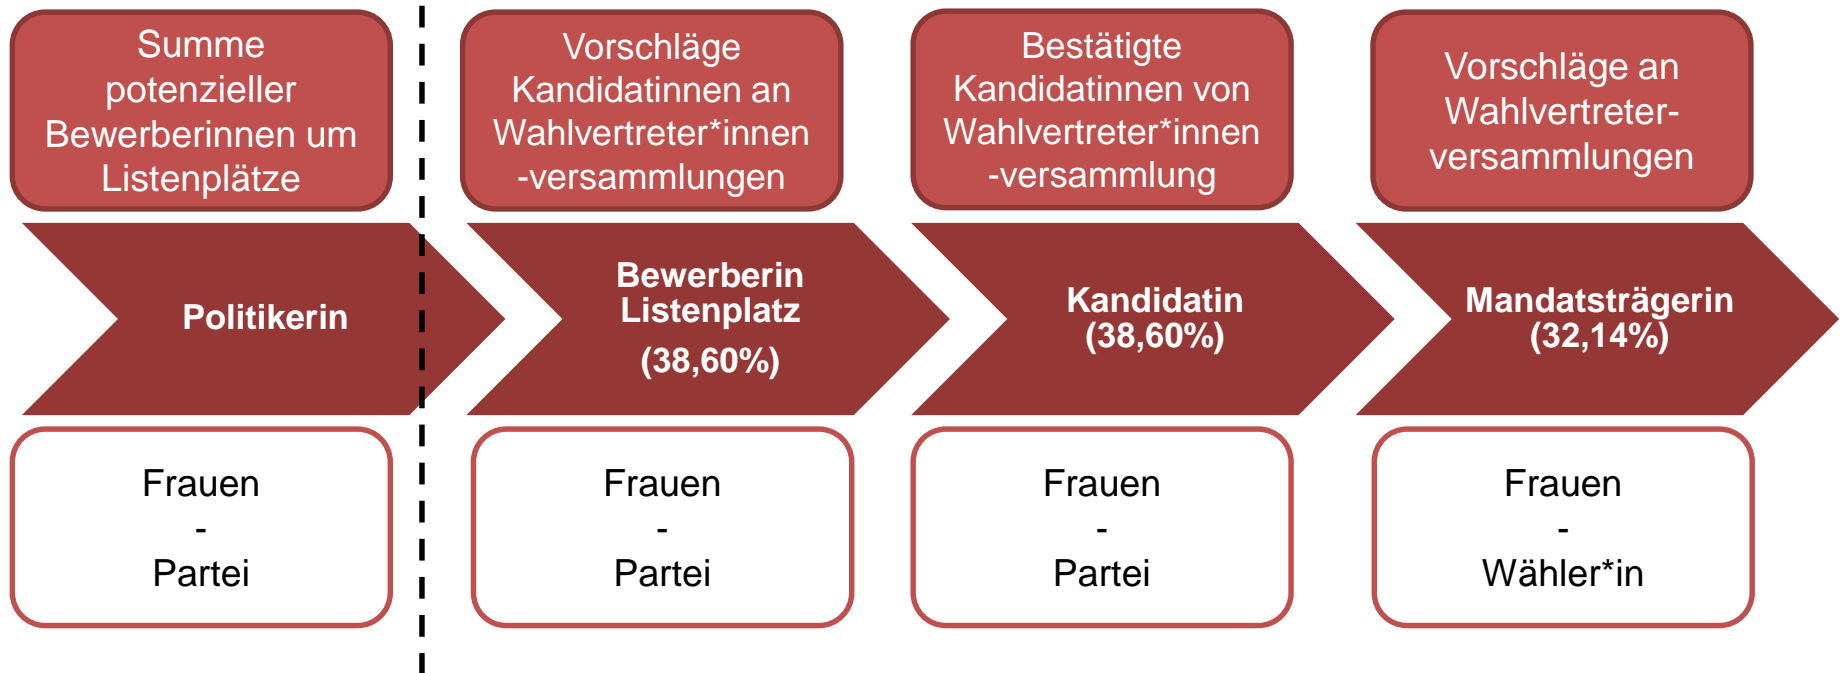 Summe
potenzieller
Bewerberinnen um
Listenplätze
Vorschläge
Kandidatinnen an
Wahlvertreter*innen
-versammlungen
Bestätigte
Kandidatinnen von
Wahlvertreter*innen
-versammlung
Vorschläge an
Wahlvertreter-
versammlungen
Politikerin
Bewerberin
Listenplatz
(38,60%)
Kandidatin
(38,60%)
Mandatsträgerin
(32,14%)
Frauen
-
Partei
Frauen
-
Partei
Frauen
-
Partei
Frauen
-
Wähler*in